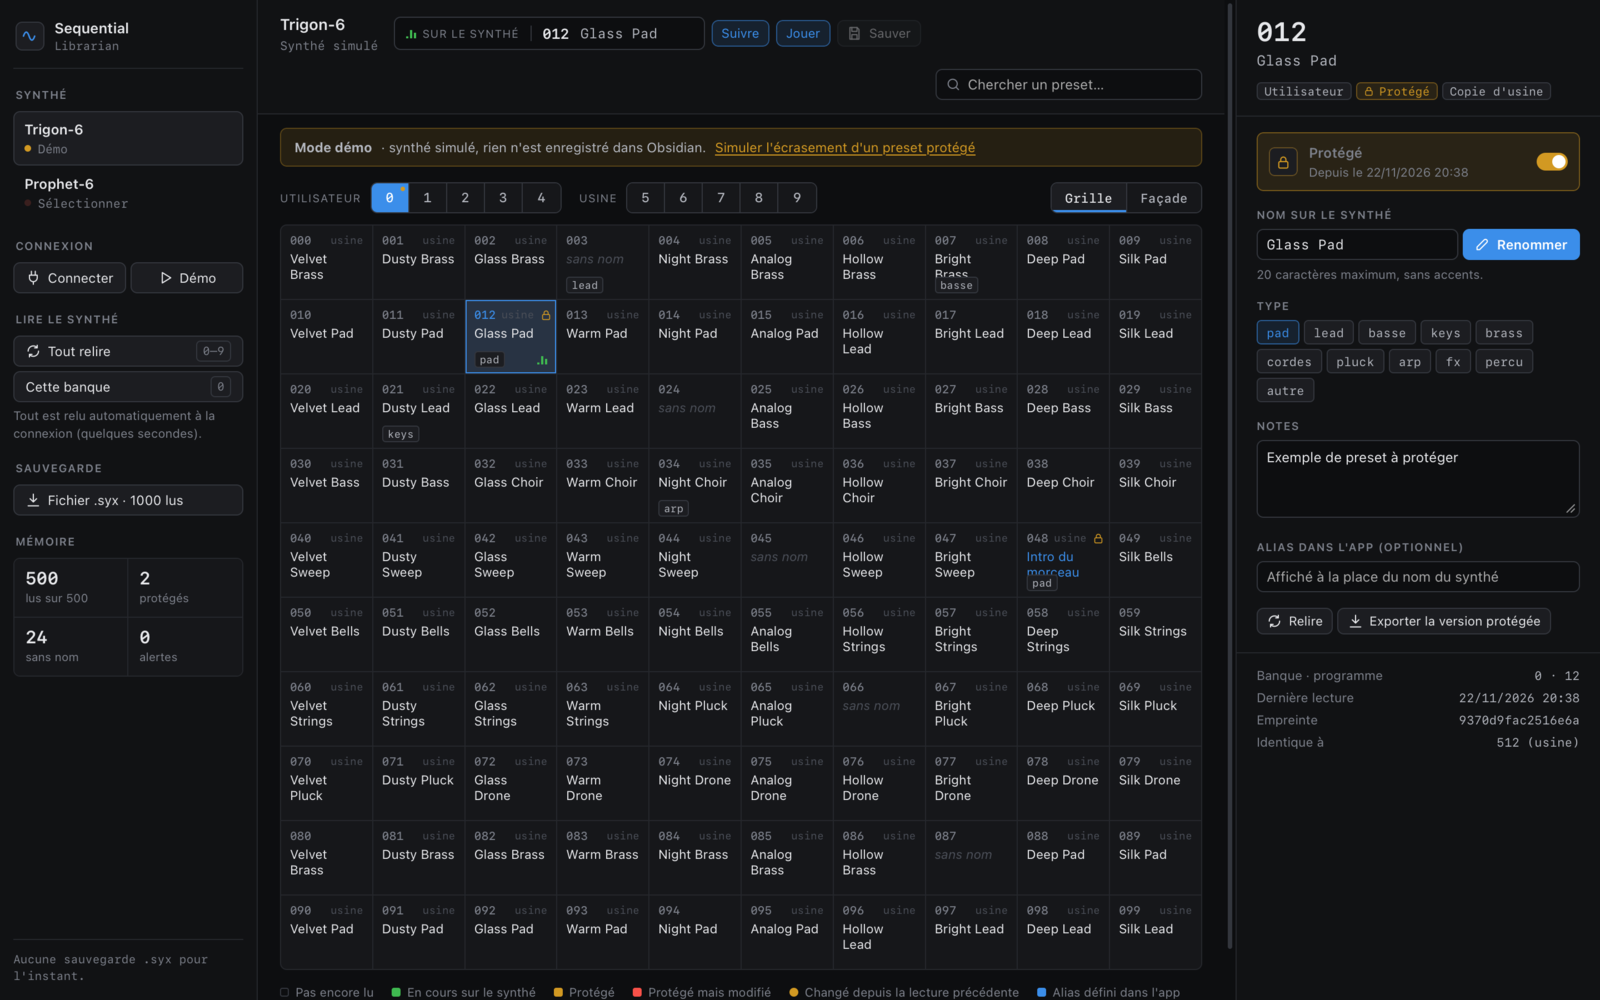 Sequential
Librarian
SYNTHÉ
Trigon-6
Démo
Prophet-6
Sélectionner
CONNEXION
Connecter
Démo
LIRE LE SYNTHÉ
Tout relire 0–9
Cette banque 0
Tout est relu automatiquement à la
connexion (quelques secondes).
SAUVEGARDE
Fichier .syx · 1000 lus
MÉMOIRE
500 2
lus sur 500 protégés
24 0
sans nom alertes
Aucune sauvegarde .syx pour
l'instant.
Trigon-6
Synthé simulé
SUR LE SYNTHÉ 012 Glass Pad
Suivre
Jouer
Sauver
Chercher un preset…
Mode démo · synthé simulé, rien n'est enregistré dans Obsidian. Simuler l'écrasement d'un preset protégé
UTILISATEUR 0 1 2 3 4 USINE 5 6 7 8 9
Grille Façade
000 usine
Velvet
Brass
001 usine
Dusty Brass
002 usine
Glass Brass
003
sans nom
lead
004 usine
Night Brass
005 usine
Analog
Brass
006 usine
Hollow
Brass
007 usine
Bright
Brass
basse
008 usine
Deep Pad
009 usine
Silk Pad
010
Velvet Pad
011 usine
Dusty Pad
012 usine
Glass Pad
pad
013 usine
Warm Pad
014 usine
Night Pad
015 usine
Analog Pad
016 usine
Hollow
Lead
017
Bright Lead
018 usine
Deep Lead
019 usine
Silk Lead
020 usine
Velvet Lead
021 usine
Dusty Lead
keys
022 usine
Glass Lead
023 usine
Warm Lead
024
sans nom
025 usine
Analog
Bass
026 usine
Hollow
Bass
027 usine
Bright Bass
028 usine
Deep Bass
029 usine
Silk Bass
030 usine
Velvet Bass
031
Dusty Bass
032 usine
Glass Choir
033 usine
Warm Choir
034 usine
Night Choir
arp
035 usine
Analog
Choir
036 usine
Hollow
Choir
037 usine
Bright Choir
038
Deep Choir
039 usine
Silk Choir
040 usine
Velvet
Sweep
041 usine
Dusty
Sweep
042 usine
Glass
Sweep
043 usine
Warm
Sweep
044 usine
Night
Sweep
045
sans nom
046 usine
Hollow
Sweep
047 usine
Bright
Sweep
048 usine
Intro du
morceau
pad
049 usine
Silk Bells
050 usine
Velvet Bells
051 usine
Dusty Bells
052
Glass Bells
053 usine
Warm Bells
054 usine
Night Bells
055 usine
Analog
Bells
056 usine
Hollow
Strings
057 usine
Bright
Strings
058 usine
Deep
Strings
059
Silk Strings
060 usine
Velvet
Strings
061 usine
Dusty
Strings
062 usine
Glass
Strings
063 usine
Warm
Strings
064 usine
Night Pluck
065 usine
Analog
Pluck
066
sans nom
067 usine
Bright
Pluck
068 usine
Deep Pluck
069 usine
Silk Pluck
070 usine
Velvet
Pluck
071 usine
Dusty Pluck
072 usine
Glass
Drone
073
Warm
Drone
074 usine
Night Drone
075 usine
Analog
Drone
076 usine
Hollow
Drone
077 usine
Bright
Drone
078 usine
Deep Drone
079 usine
Silk Drone
080
Velvet
Brass
081 usine
Dusty Brass
082 usine
Glass Brass
083 usine
Warm Brass
084 usine
Night Brass
085 usine
Analog
Brass
086 usine
Hollow
Brass
087
sans nom
088 usine
Deep Pad
089 usine
Silk Pad
090 usine
Velvet Pad
091 usine
Dusty Pad
092 usine
Glass Pad
093 usine
Warm Pad
094
Night Pad
095 usine
Analog Pad
096 usine
Hollow
Lead
097 usine
Bright Lead
098 usine
Deep Lead
099 usine
Silk Lead
Pas encore lu En cours sur le synthé Protégé Protégé mais modifié Changé depuis la lecture précédente Alias défini dans l'app
012
Glass Pad
Utilisateur Protégé Copie d'usine
Protégé
Depuis le 22/11/2026 20:38
NOM SUR LE SYNTHÉ
Glass Pad Renommer
20 caractères maximum, sans accents.
TYPE
pad lead basse keys brass
cordes pluck arp fx percu
autre
NOTES
Exemple de preset à protéger
ALIAS DANS L'APP (OPTIONNEL)
Affiché à la place du nom du synthé
Relire Exporter la version protégée
Banque · programme 0 · 12
Dernière lecture 22/11/2026 20:38
Empreinte 9370d9fac2516e6a
Identique à 512 (usine)